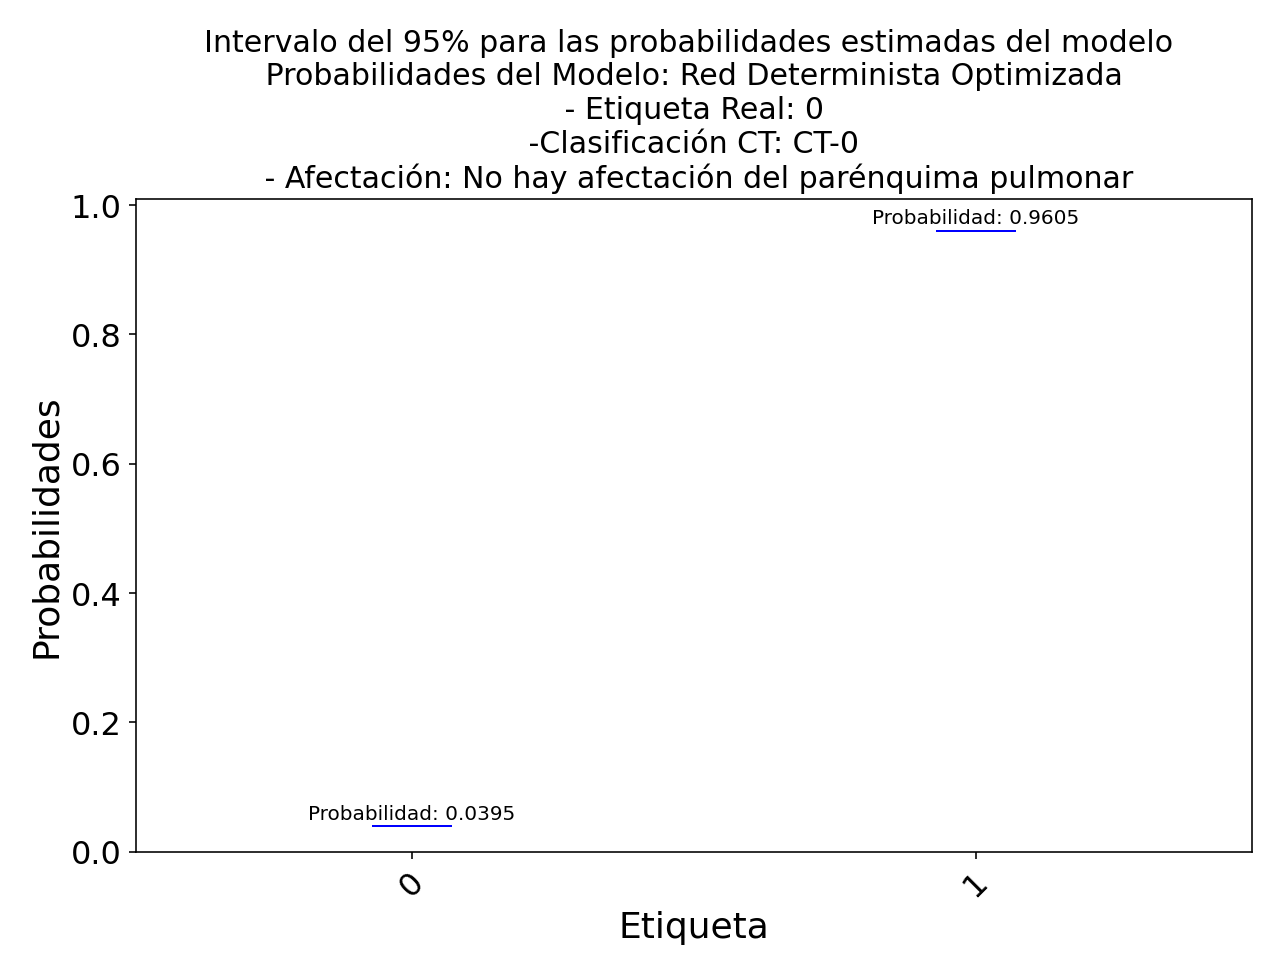 Intervalo del 95% para las probabilidades estimadas del modelo
Probabilidades del Modelo: Red Determinista Optimizada
- Etiqueta Real: 0
-Clasificación CT: CT-0
- Afectación: No hay afectación del parénquima pulmonar
1.0
Probabilidad: 0.9605
0.8
Probabilidades
0.6
0.4
0.2
Probabilidad: 0.0395
0.0
0
1
Etiqueta